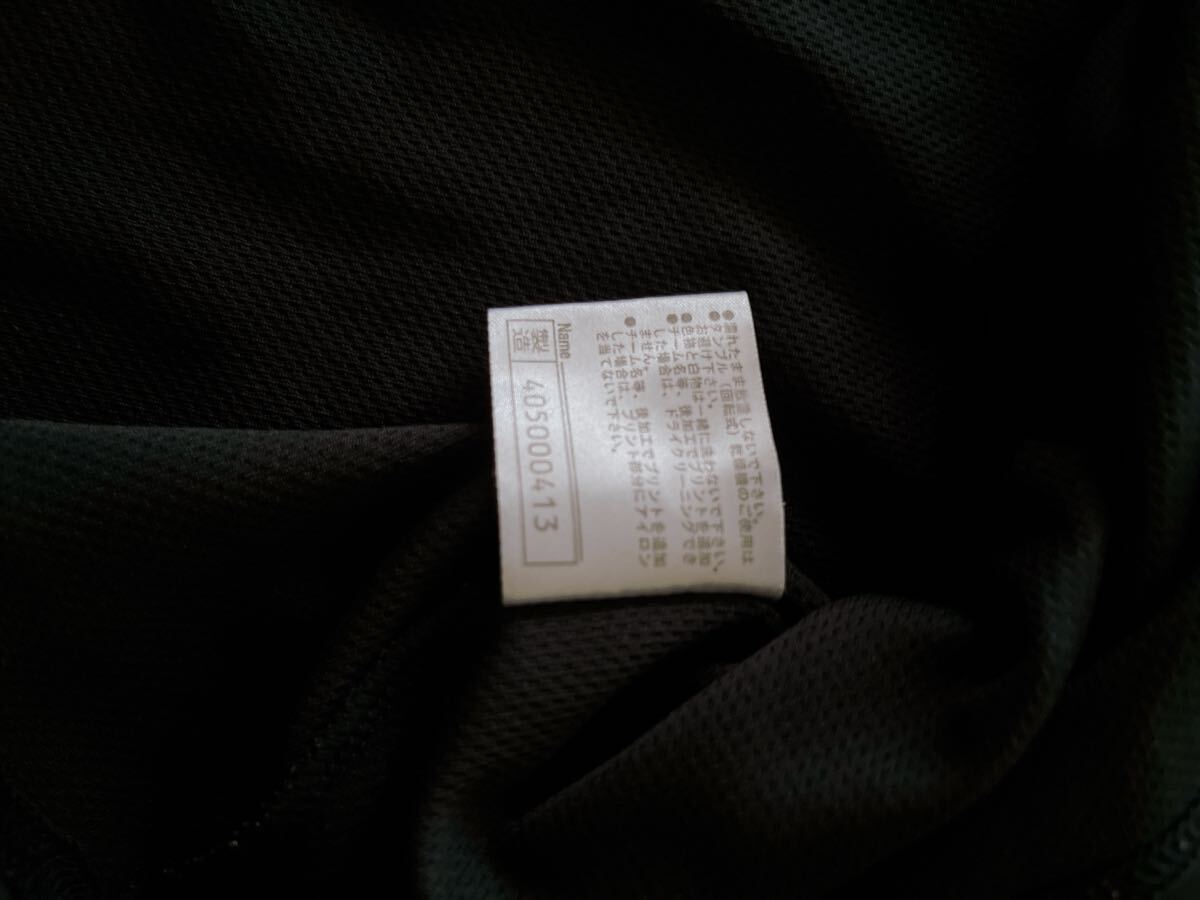 ●濡れたまま放置しないで下さい。
●タンブル(回転式)乾燥機のご使用は
お避け下さい。
●色物と白物は一緒に洗わないで下さい。
●チーム名等、後加工でプリントを追加
した場合は、ドライクリーニングでき
ません。
●チーム名等、後加工でプリントを追加
した場合は、プリント部分にアイロン
を当てないで下さい。
Name
製造 405000413